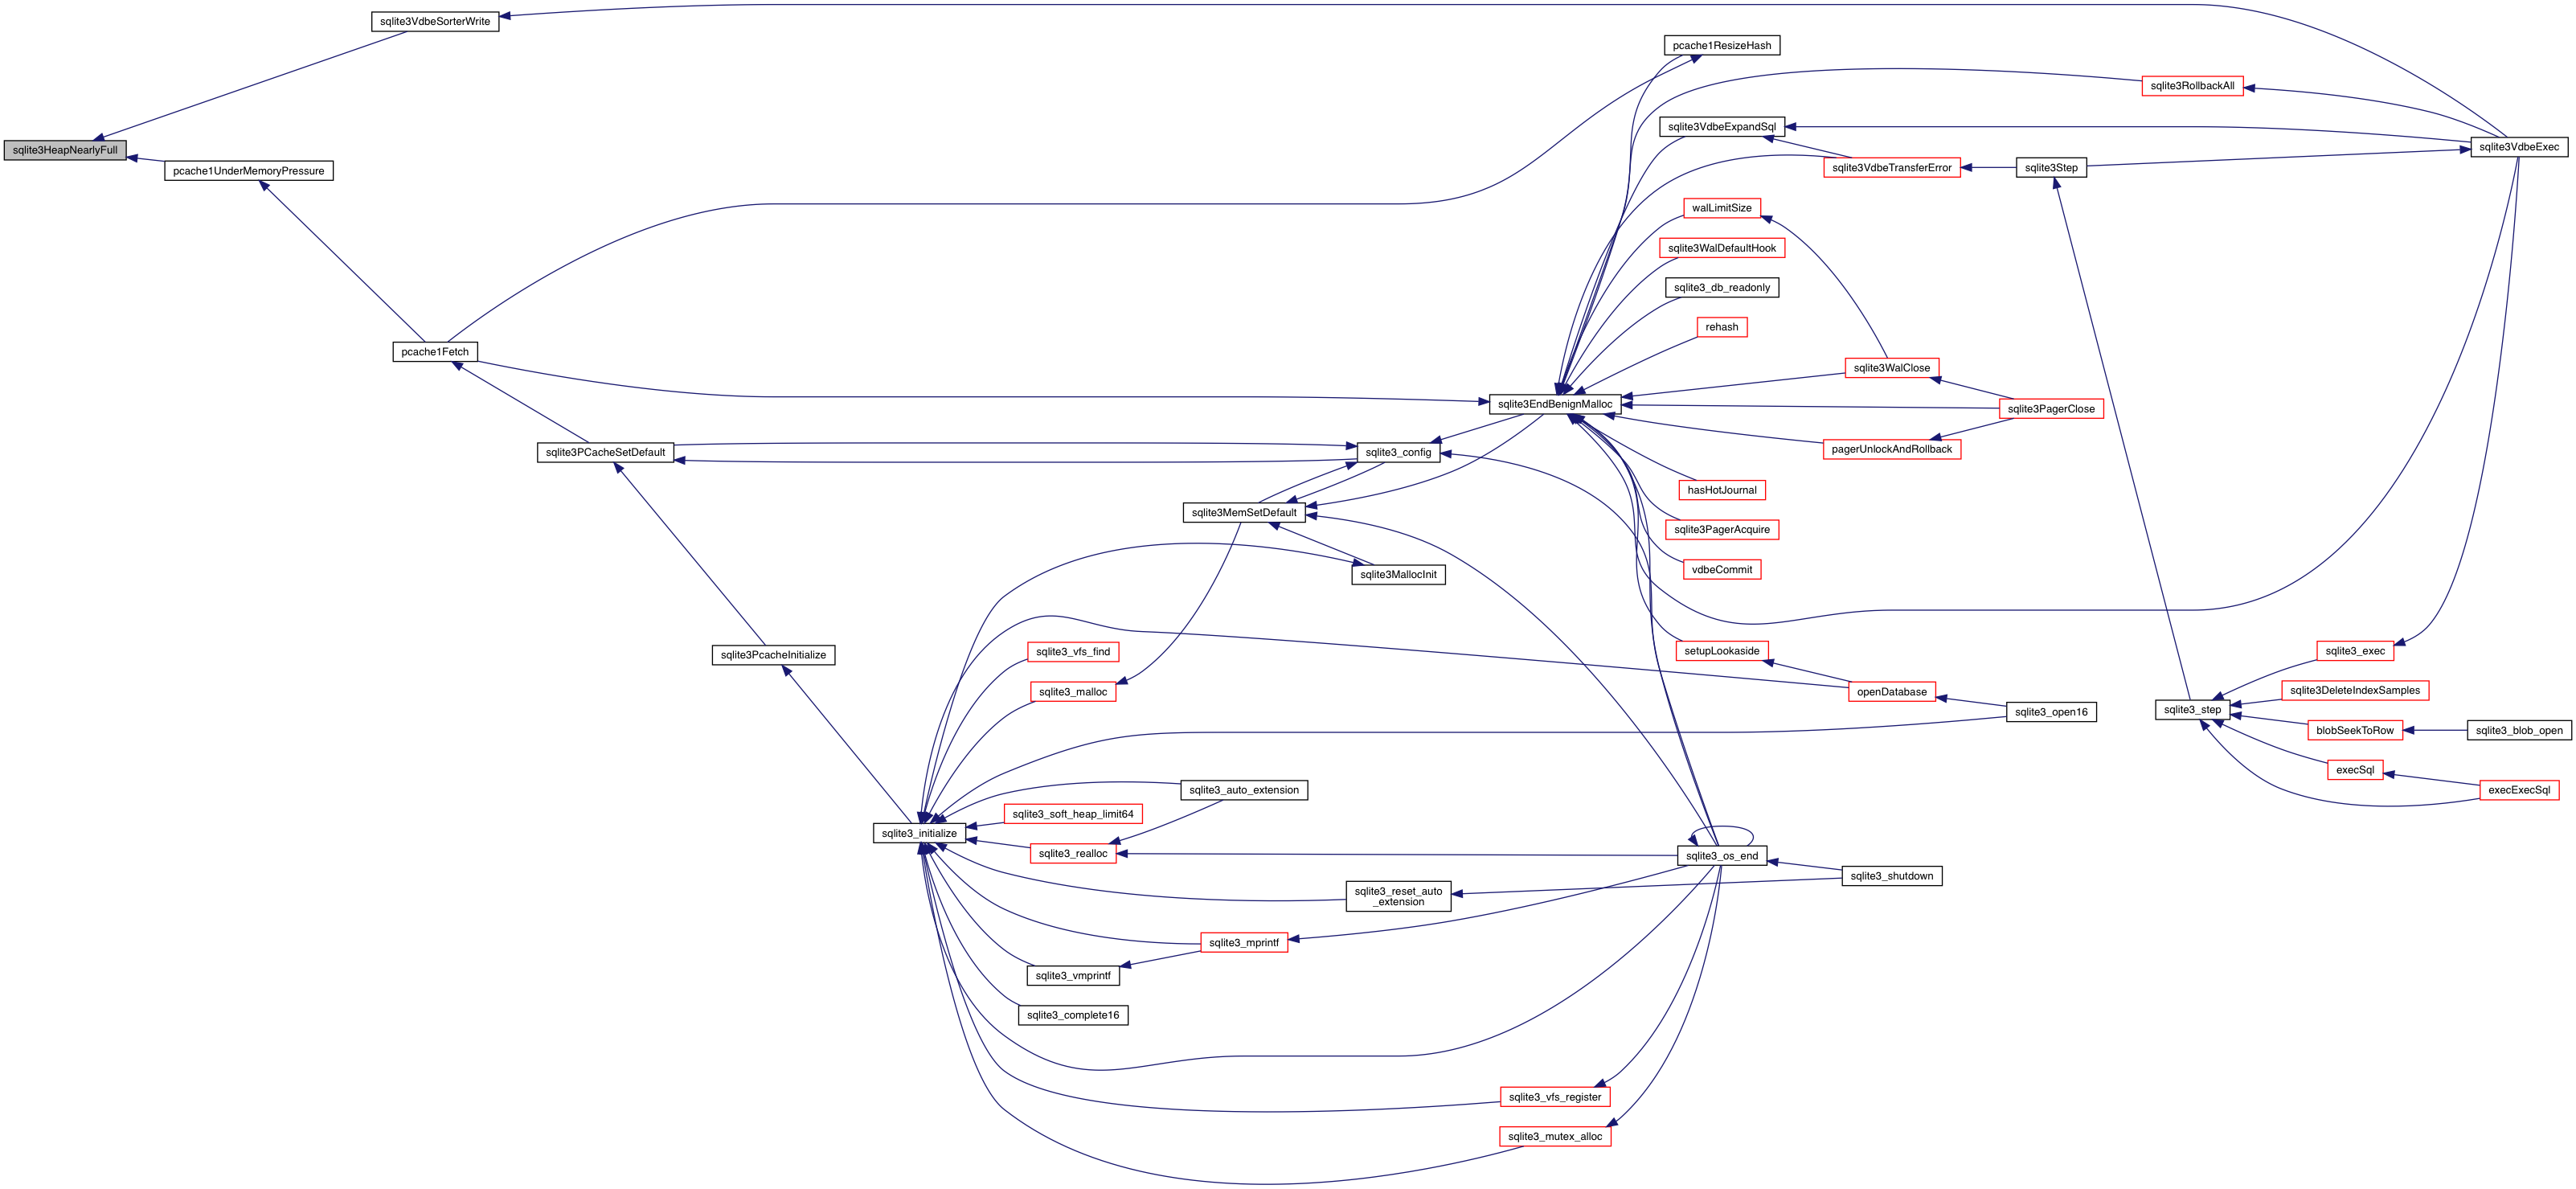 sqlite3VdbeSorterWrite
pcache1ResizeHash
sqlite3RollbackAll
sqlite3VdbeExpandSql
sqlite3HeapNearlyFull
sqlite3VdbeExec
pcache1UnderMemoryPressure
sqlite3VdbeTransferError
sqlite3Step
walLimitSize
sqlite3WalDefaultHook
sqlite3_db_readonly
rehash
pcache1Fetch
sqlite3WalClose
sqlite3EndBenignMalloc
sqlite3PagerClose
sqlite3PCacheSetDefault
sqlite3_config
pagerUnlockAndRollback
hasHotJournal
sqlite3MemSetDefault
sqlite3PagerAcquire
sqlite3MallocInit
vdbeCommit
sqlite3PcacheInitialize
sqlite3_vfs_find
setupLookaside
sqlite3_exec
sqlite3_malloc
openDatabase
sqlite3DeleteIndexSamples
sqlite3_open16
sqlite3_step
blobSeekToRow
sqlite3_blob_open
execSql
sqlite3_auto_extension
execExecSql
sqlite3_soft_heap_limit64
sqlite3_initialize
sqlite3_realloc
sqlite3_os_end
sqlite3_shutdown
sqlite3_reset_auto
_extension
sqlite3_mprintf
sqlite3_vmprintf
sqlite3_complete16
sqlite3_vfs_register
sqlite3_mutex_alloc